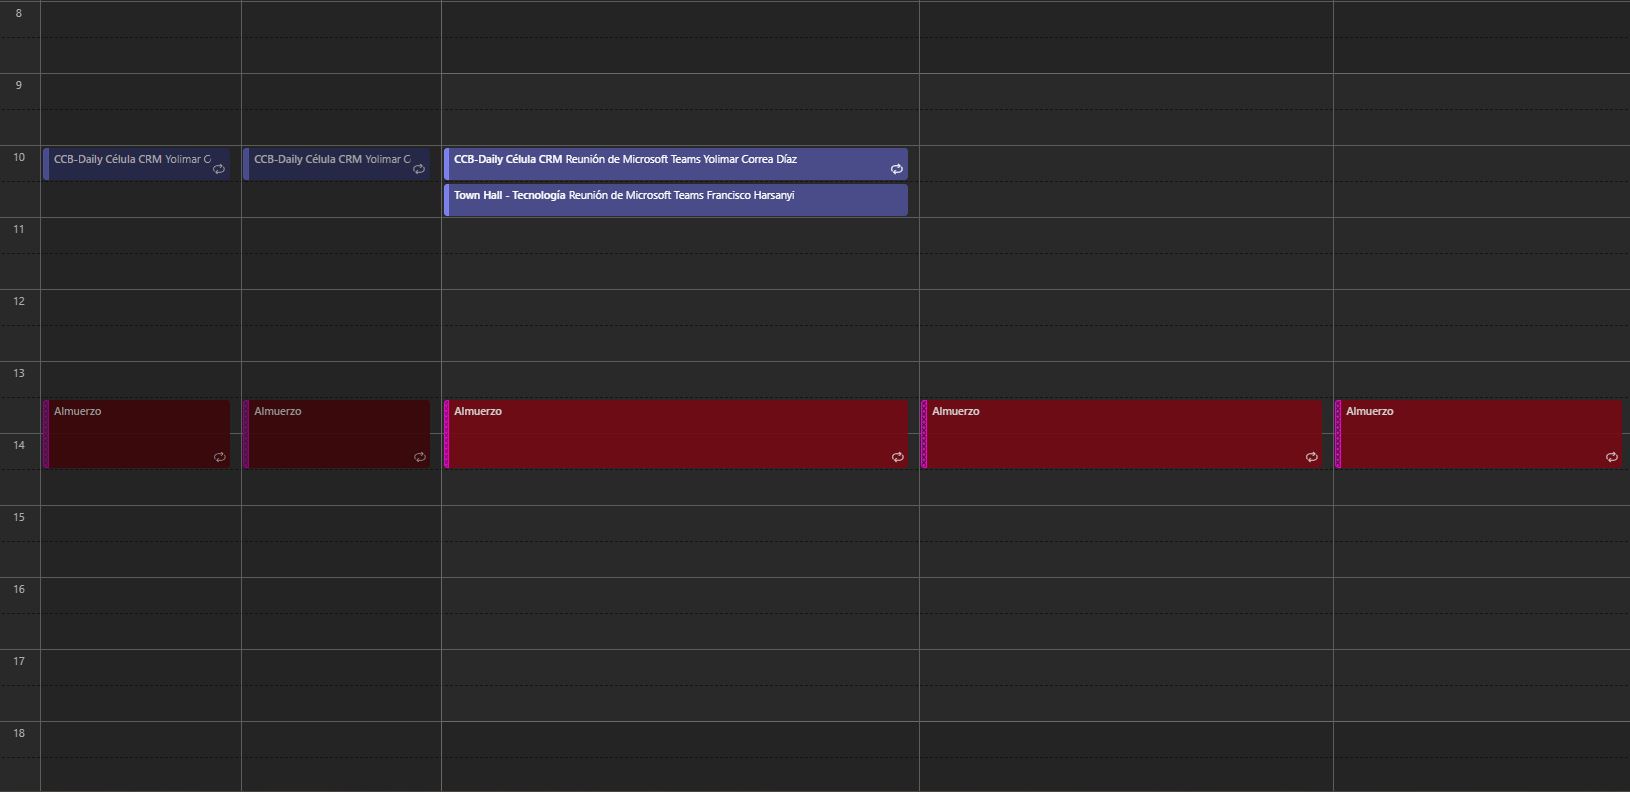 8
9
10
CCB-Daily Célula CRM Yolimar C
CCB-Daily Célula CRM Yolimar C
CCB-Daily Célula CRM Reunión de Microsoft Teams Yolimar Correa Díaz
Town Hall - Tecnología Reunión de Microsoft Teams Francisco Harsanyi
11
12
13
Almuerzo
Almuerzo
Almuerzo
Almuerzo
Almuerzo
14
15
16
17
18